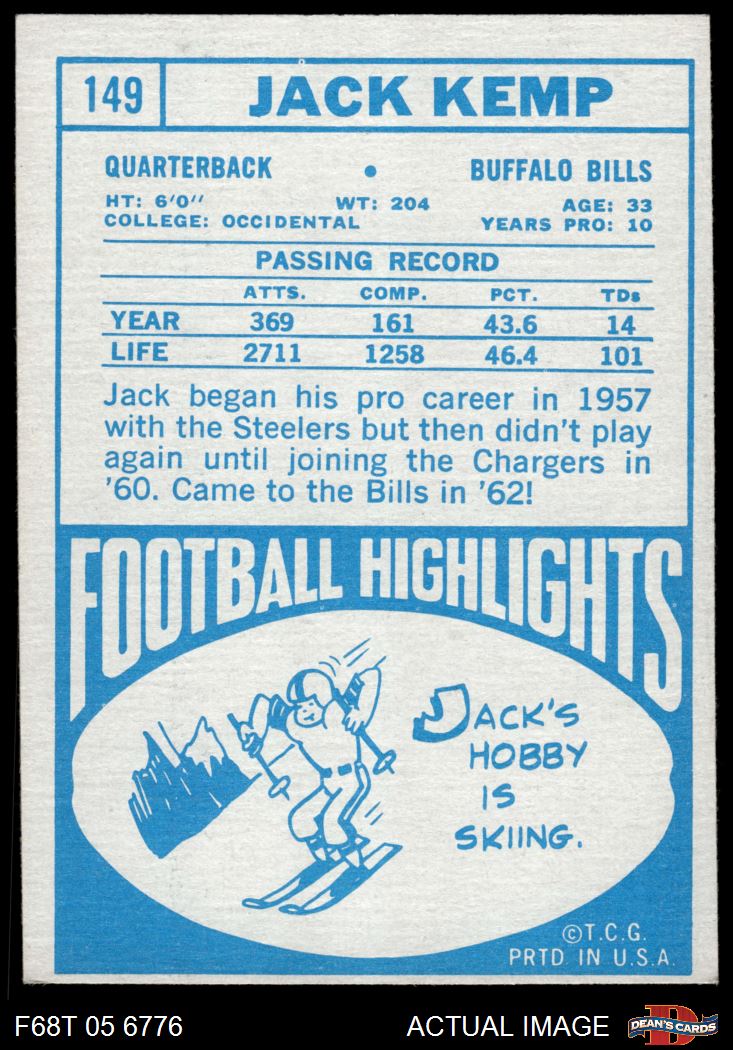 149 JACK KEMP
QUARTERBACK • BUFFALO BILLS
HT: 6'0" WT: 204 AGE: 33
COLLEGE: OCCIDENTAL YEARS PRO: 10
PASSING RECORD
ATTS. COMP. PCT. TDs
YEAR 369 161 43.6 14
LIFE 2711 1258 46.4 101
Jack began his pro career in 1957
with the Steelers but then didn't play
again until joining the Chargers in
'60. Came to the Bills in '62!
FOOTBALL HIGHLIGHTS
JACK'S
HOBBY
IS
SKIING.
©T.C.G.
PRTD IN U.S.A.
F68T 05 6776 ACTUAL IMAGE D DEAN'S CARDS